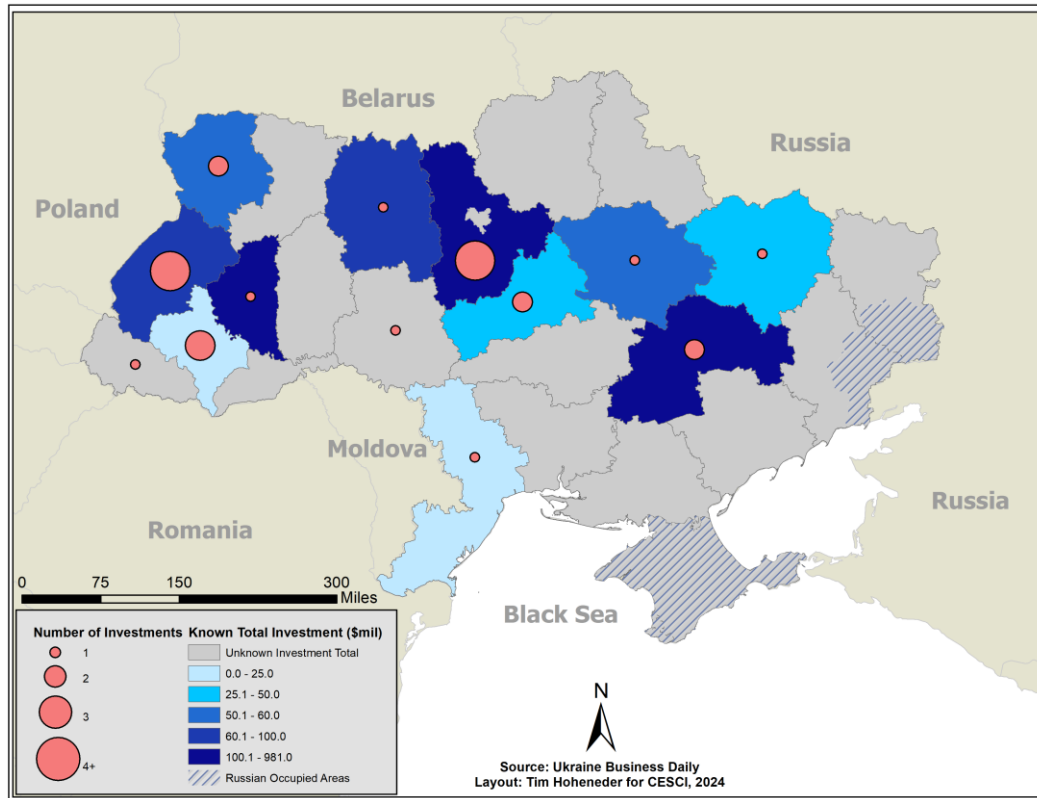 Belarus
Russia
Poland
Moldova
Romania
Russia
Black Sea
0 75 150 300
Miles
Number of Investments
1
2
3
4+
Known Total Investment ($mil)
Unknown Investment Total
0.0 - 25.0
25.1 - 50.0
50.1 - 60.0
60.1 - 100.0
100.1 - 981.0
Russian Occupied Areas
N
Source: Ukraine Business Daily
Layout: Tim Hoheneder for CESCI, 2024